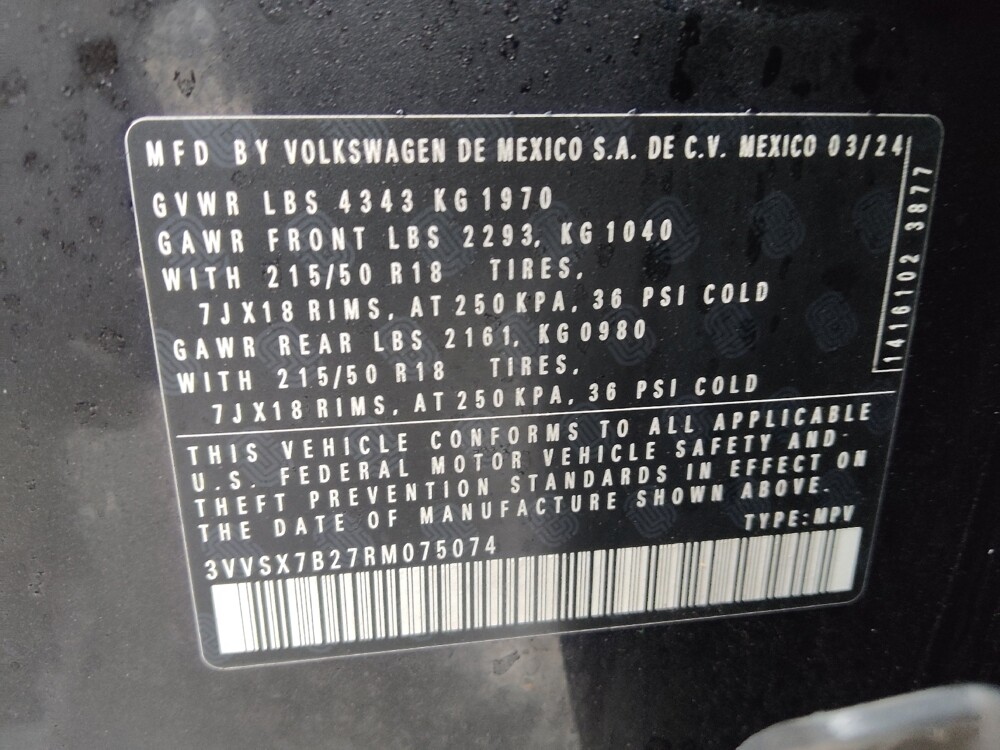 MFD BY VOLKSWAGEN DE MEXICO S.A. DE C.V. MEXICO 03/24
GVWR LBS 4343 KG 1970
GAWR FRONT LBS 2293, KG 1040
WITH 215/50 R18 TIRES,
7JX18 RIMS, AT 250 KPA, 36 PSI COLD
GAWR REAR LBS 2161, KG 0980
WITH 215/50 R18 TIRES,
7JX18 RIMS, AT 250 KPA, 36 PSI COLD
1416102 3877
THIS VEHICLE CONFORMS TO ALL APPLICABLE
U.S. FEDERAL MOTOR VEHICLE SAFETY AND-
THEFT PREVENTION STANDARDS IN EFFECT ON
THE DATE OF MANUFACTURE SHOWN ABOVE.
TYPE:MPV
3VVSX7B27RM075074